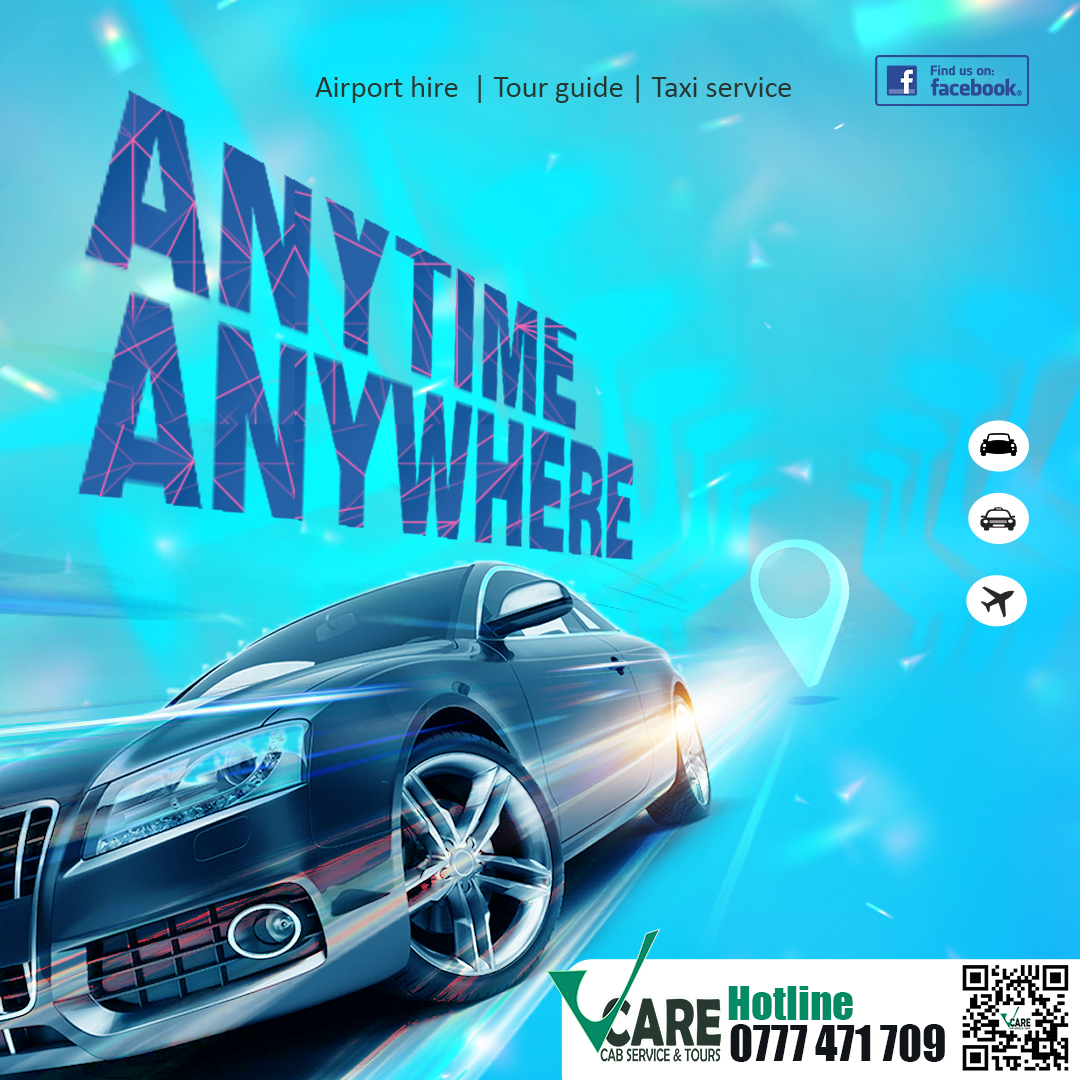 Airport hire | Tour guide | Taxi service
Find us on:
facebook®
ANYTIME
ANYWHERE
VCARE
CAB SERVICE & TOURS
Hotline
0777 471 709
VCARE